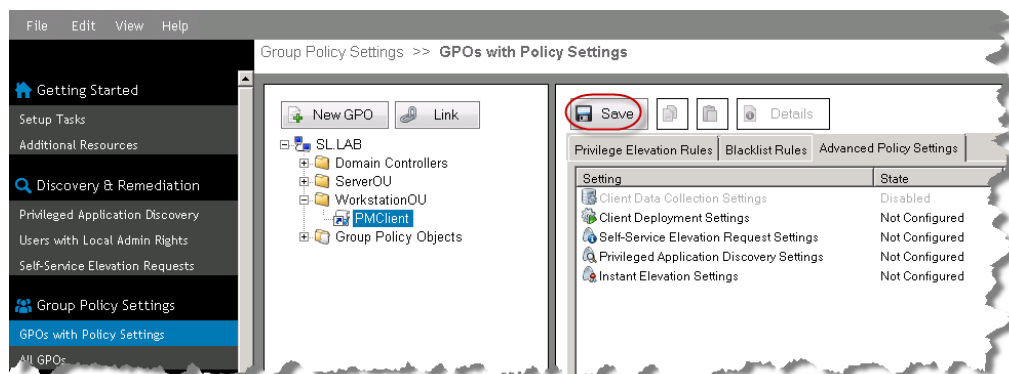 File Edit View Help
Group Policy Settings >> GPOs with Policy Settings
Getting Started
Setup Tasks
Additional Resources
Discovery & Remediation
Privileged Application Discovery
Users with Local Admin Rights
Self-Service Elevation Requests
Group Policy Settings
GPOs with Policy Settings
All GPOs
New GPO Link
SL.LAB
Domain Controllers
ServerOU
WorkstationOU
PMClient
Group Policy Objects
Save Details
Privilege Elevation Rules Blacklist Rules Advanced Policy Settings
Setting State
Client Data Collection Settings Disabled
Client Deployment Settings Not Configured
Self-Service Elevation Request Settings Not Configured
Privileged Application Discovery Settings Not Configured
Instant Elevation Settings Not Configured